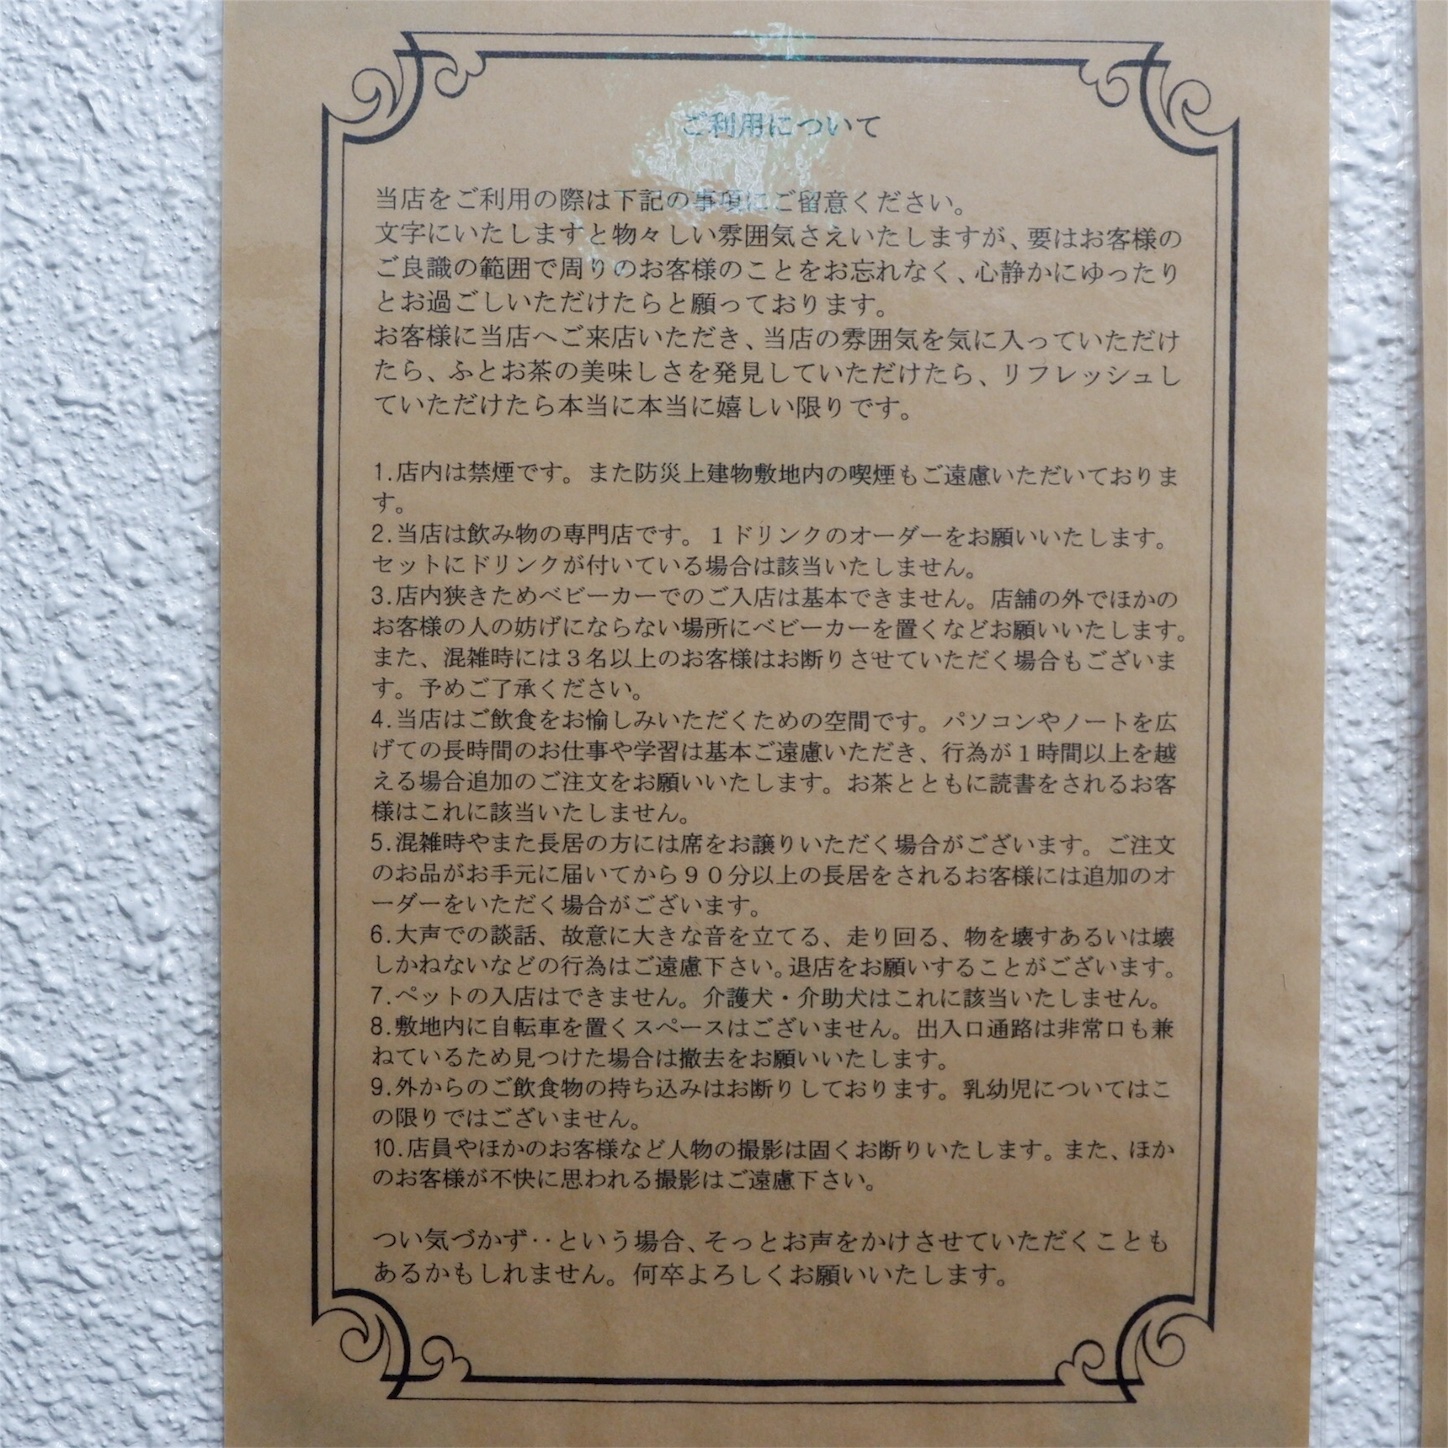 ご利用について
当店をご利用の際は下記の事項にご留意ください。
文字にいたしますと物々しい雰囲気さえいたしますが、要はお客様の
ご良識の範囲で周りのお客様のことをお忘れなく、心静かにゆったり
とお過ごしいただけたらと願っております。
お客様に当店へご来店いただき、当店の雰囲気を気に入っていただけ
たら、ふとお茶の美味しさを発見していただけたら、リフレッシュし
ていただけたら本当に本当に嬉しい限りです。
1.店内は禁煙です。また防災上建物敷地内の喫煙もご遠慮いただいておりま
す。
2.当店は飲み物の専門店です。１ドリンクのオーダーをお願いいたします。
セットにドリンクが付いている場合は該当いたしません。
3.店内狭きためベビーカーでのご入店は基本できません。店舗の外でほかの
お客様の人の妨げにならない場所にベビーカーを置くなどお願いいたします。
また、混雑時には３名以上のお客様はお断りさせていただく場合もございま
す。予めご了承ください。
4.当店はご飲食をお愉しみいただくための空間です。パソコンやノートを広
げての長時間のお仕事や学習は基本ご遠慮いただき、行為が１時間以上を越
える場合追加のご注文をお願いいたします。お茶とともに読書をされるお客
様はこれに該当いたしません。
5.混雑時やまた長居の方には席をお譲りいただく場合がございます。ご注文
のお品がお手元に届いてから９０分以上の長居をされるお客様には追加のオ
ーダーをいただく場合がございます。
6.大声での談話、故意に大きな音を立てる、走り回る、物を壊すあるいは壊
しかねないなどの行為はご遠慮下さい。退店をお願いすることがございます。
7.ペットの入店はできません。介護犬・介助犬はこれに該当いたしません。
8.敷地内に自転車を置くスペースはございません。出入口通路は非常口も兼
ねているため見つけた場合は撤去をお願いいたします。
9.外からのご飲食物の持ち込みはお断りしております。乳幼児についてはこ
の限りではございません。
10.店員やほかのお客様など人物の撮影は固くお断りいたします。また、ほか
のお客様が不快に思われる撮影はご遠慮下さい。
つい気づかず‥という場合、そっとお声をかけさせていただくことも
あるかもしれません。何卒よろしくお願いいたします。